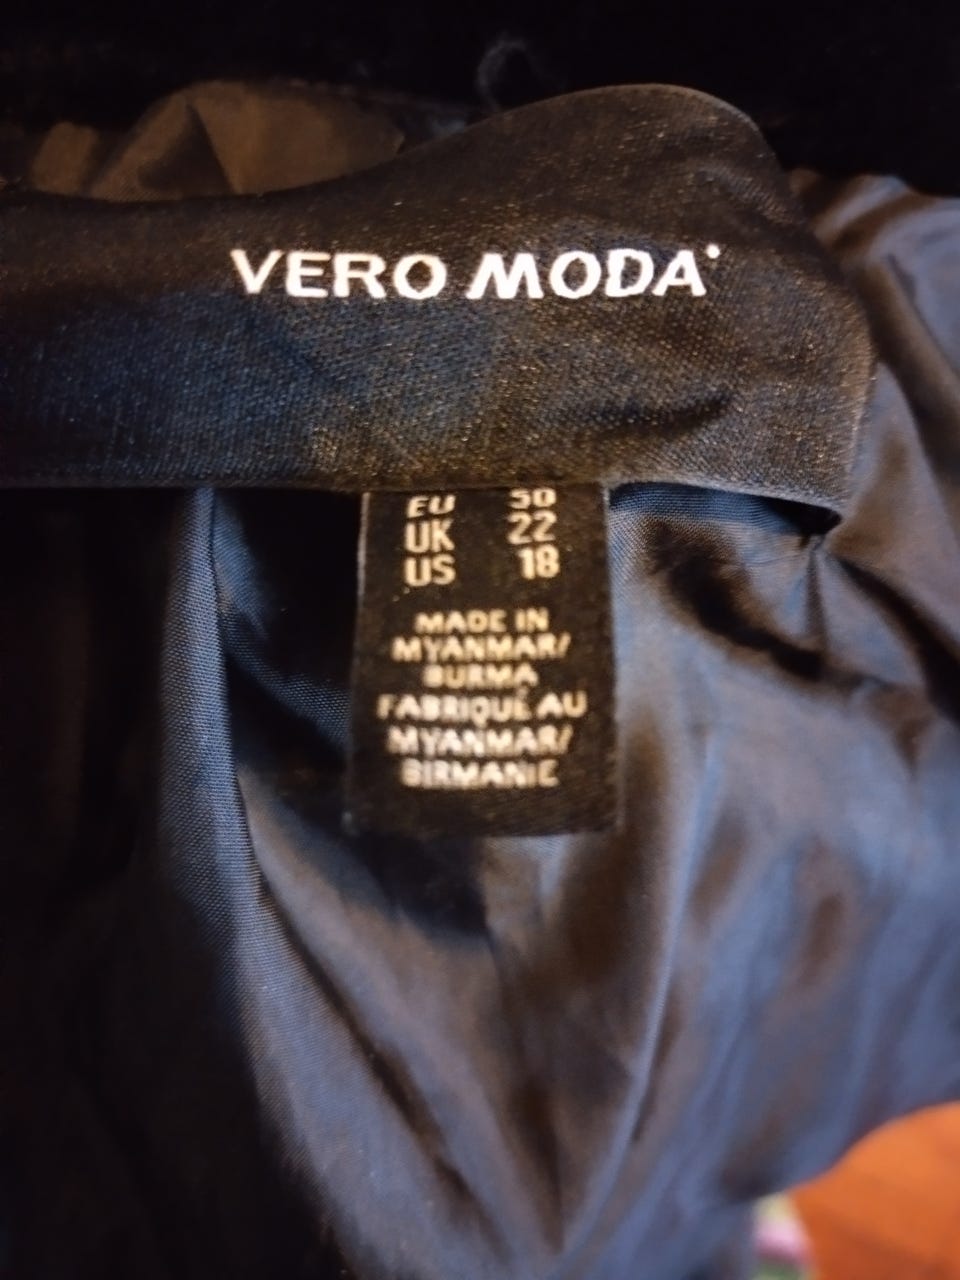 VERO MODA
EU 50
UK 22
US 18
MADE IN
MYANMAR/
BURMA
FABRIQUÉ AU
MYANMAR/
BIRMANIE